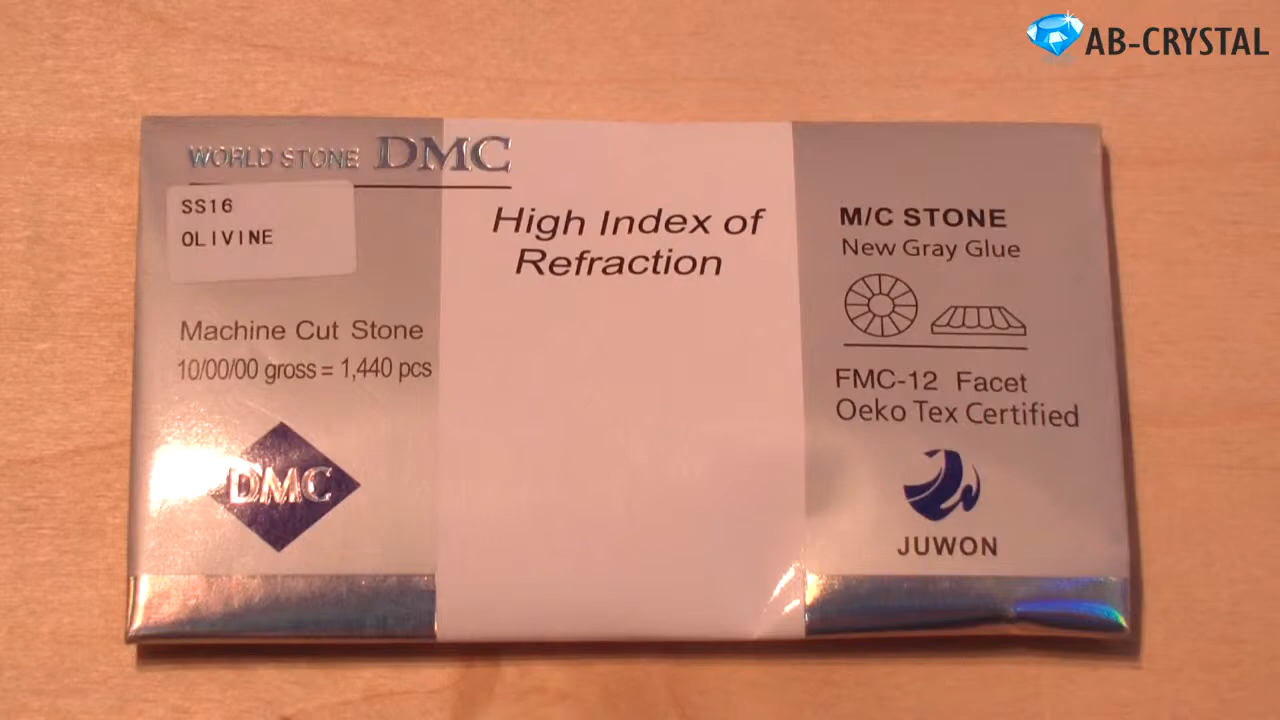 AB-CRYSTAL
WORLD STONE DMC
SS16
OLIVINE
Machine Cut Stone
10/00/00 gross = 1,440 pcs
DMC
High Index of
Refraction
M/C STONE
New Gray Glue
FMC-12 Facet
Oeko Tex Certified
JUWON